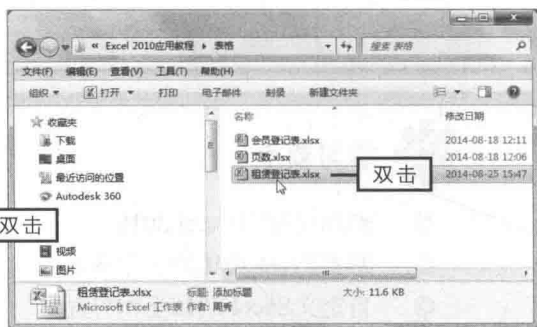 « Excel 2010应用教程 ▸ 表格
搜索 表格
文件(F) 编辑(E) 查看(V) 工具(T) 帮助(H)
组织 打开 打印 电子邮件 刻录 新建文件夹
收藏夹
下载
桌面
最近访问的位置
Autodesk 360
双击
视频
图片
名称 修改日期
会员登记表.xlsx 2014-08-18 12:11
页数.xlsx 2014-08-18 12:06
租赁登记表.xlsx 双击 2014-08-25 15:47
租赁登记表.xlsx 标题: 添加标题 大小: 11.6 KB
Microsoft Excel 工作表 作者: 周秀